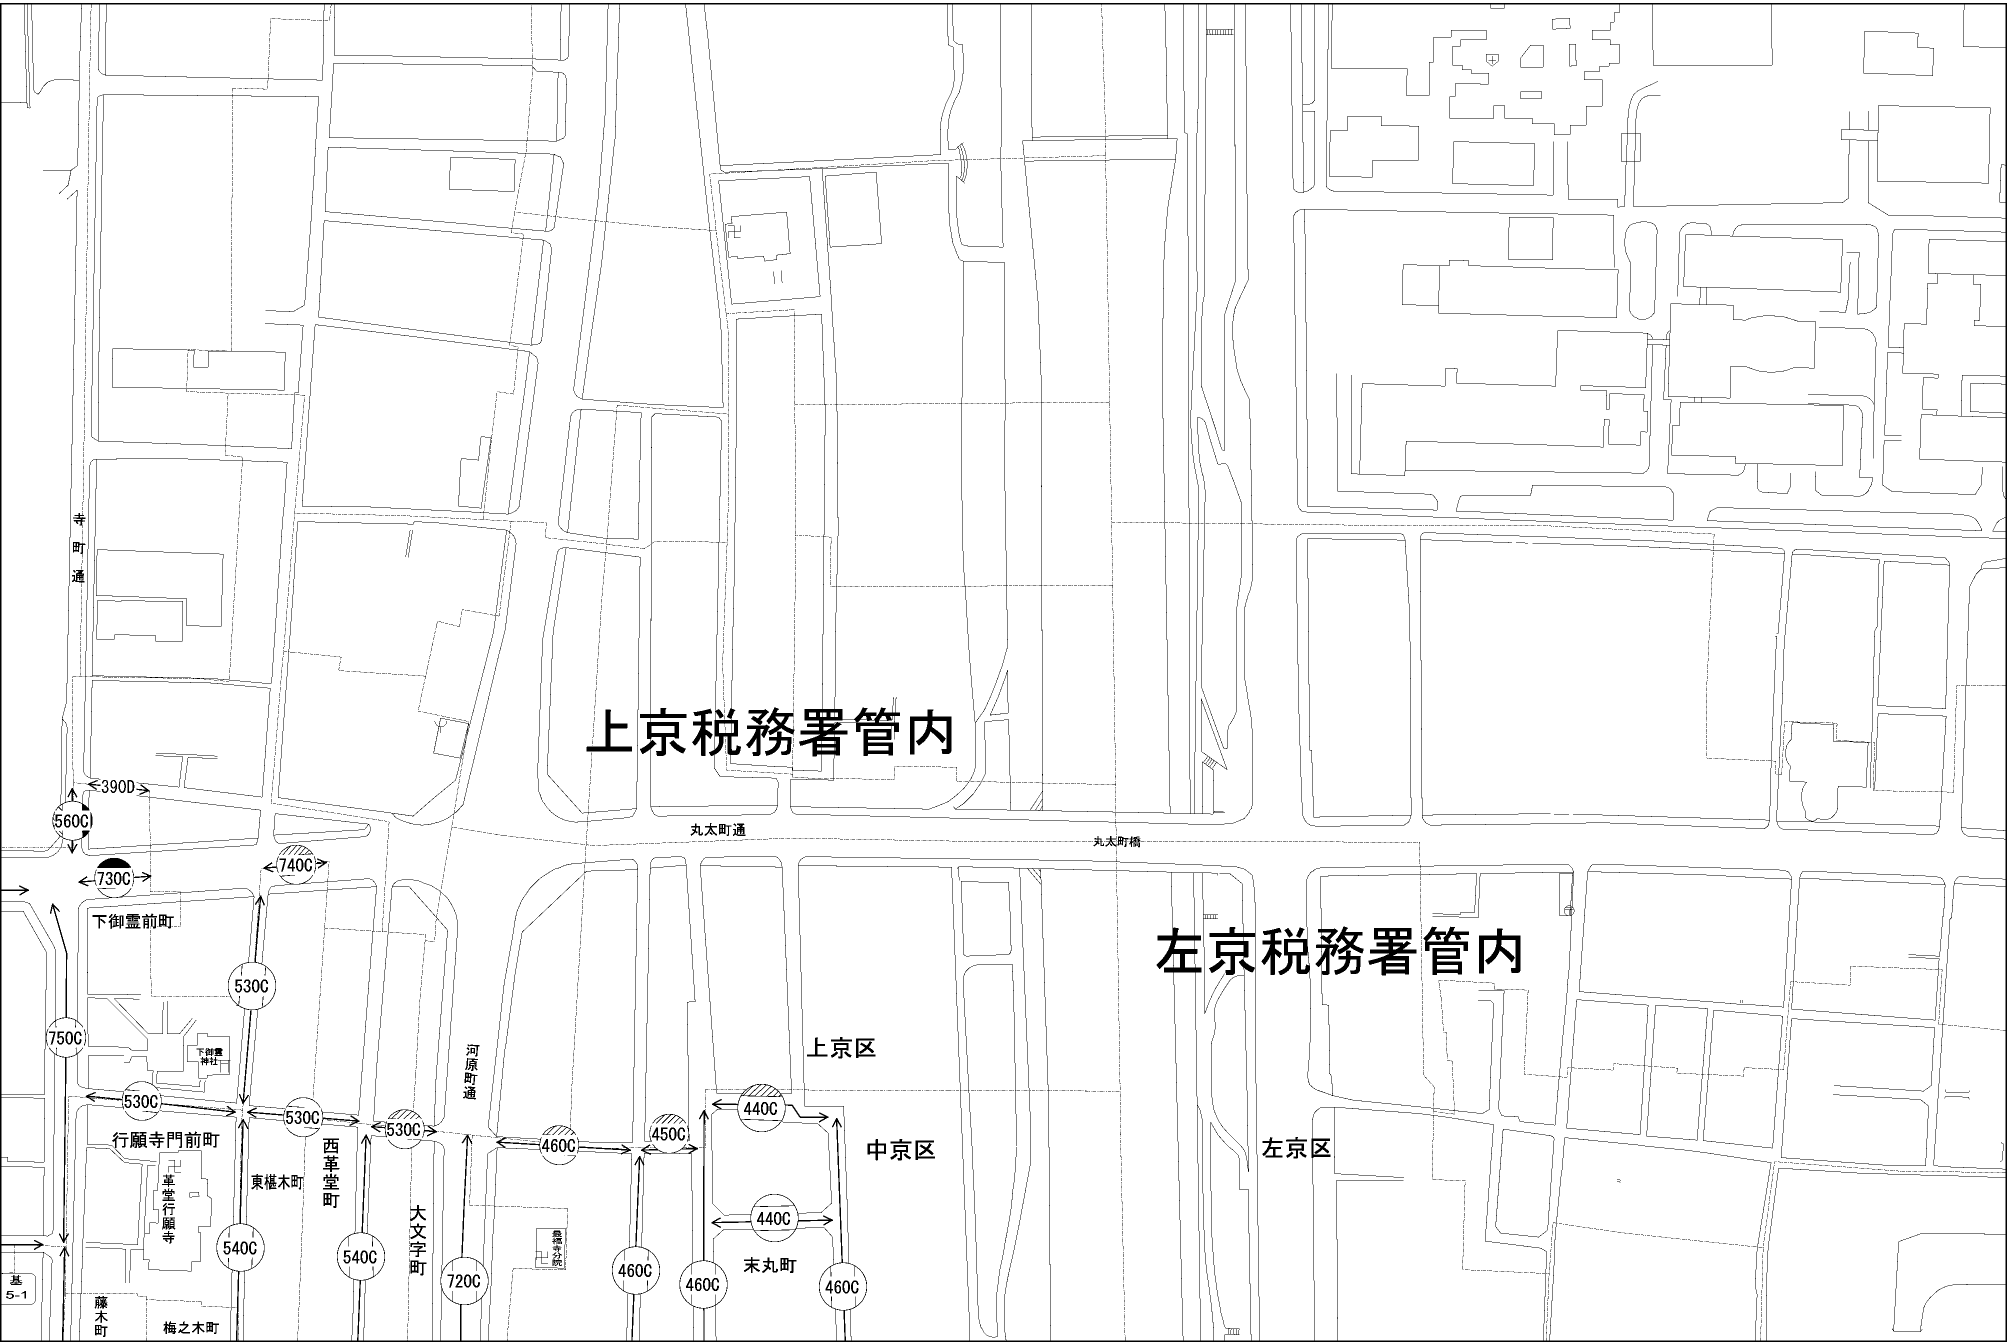 寺町通
上京税務署管内
390D
560C
丸太町通
丸太町橋
740C
730C
下御霊前町
左京税務署管内
530C
750C
河原町通
上京区
下御霊
神社
530C
530C
530C
440C
460C
450C
行願寺門前町
西革堂町
中京区
左京区
東椹木町
革堂行願寺
大文字町
440C
540C
540C
最福寺分院
末丸町
720C
460C
460C
460C
基
5-1
藤木町
梅之木町